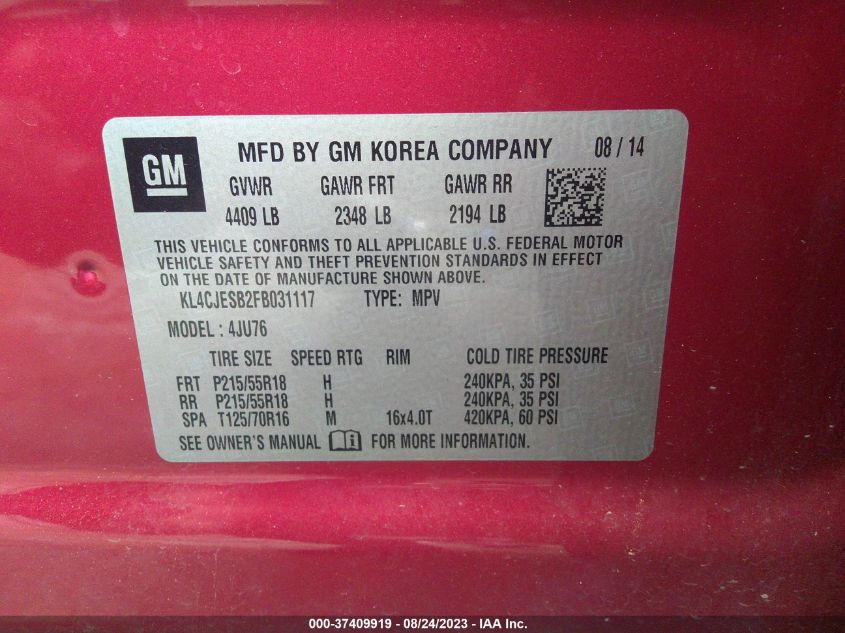 GM MFD BY GM KOREA COMPANY 08 / 14
GVWR GAWR FRT GAWR RR
4409 LB 2348 LB 2194 LB
THIS VEHICLE CONFORMS TO ALL APPLICABLE U.S. FEDERAL MOTOR
VEHICLE SAFETY AND THEFT PREVENTION STANDARDS IN EFFECT
ON THE DATE OF MANUFACTURE SHOWN ABOVE.
KL4CJESB2FB031117 TYPE: MPV
MODEL : 4JU76
TIRE SIZE SPEED RTG RIM COLD TIRE PRESSURE
FRT P215/55R18 H 240KPA, 35 PSI
RR P215/55R18 H 240KPA, 35 PSI
SPA T125/70R16 M 16x4.0T 420KPA, 60 PSI
SEE OWNER'S MANUAL FOR MORE INFORMATION.
000-37409919 - 08/24/2023 - IAA Inc.